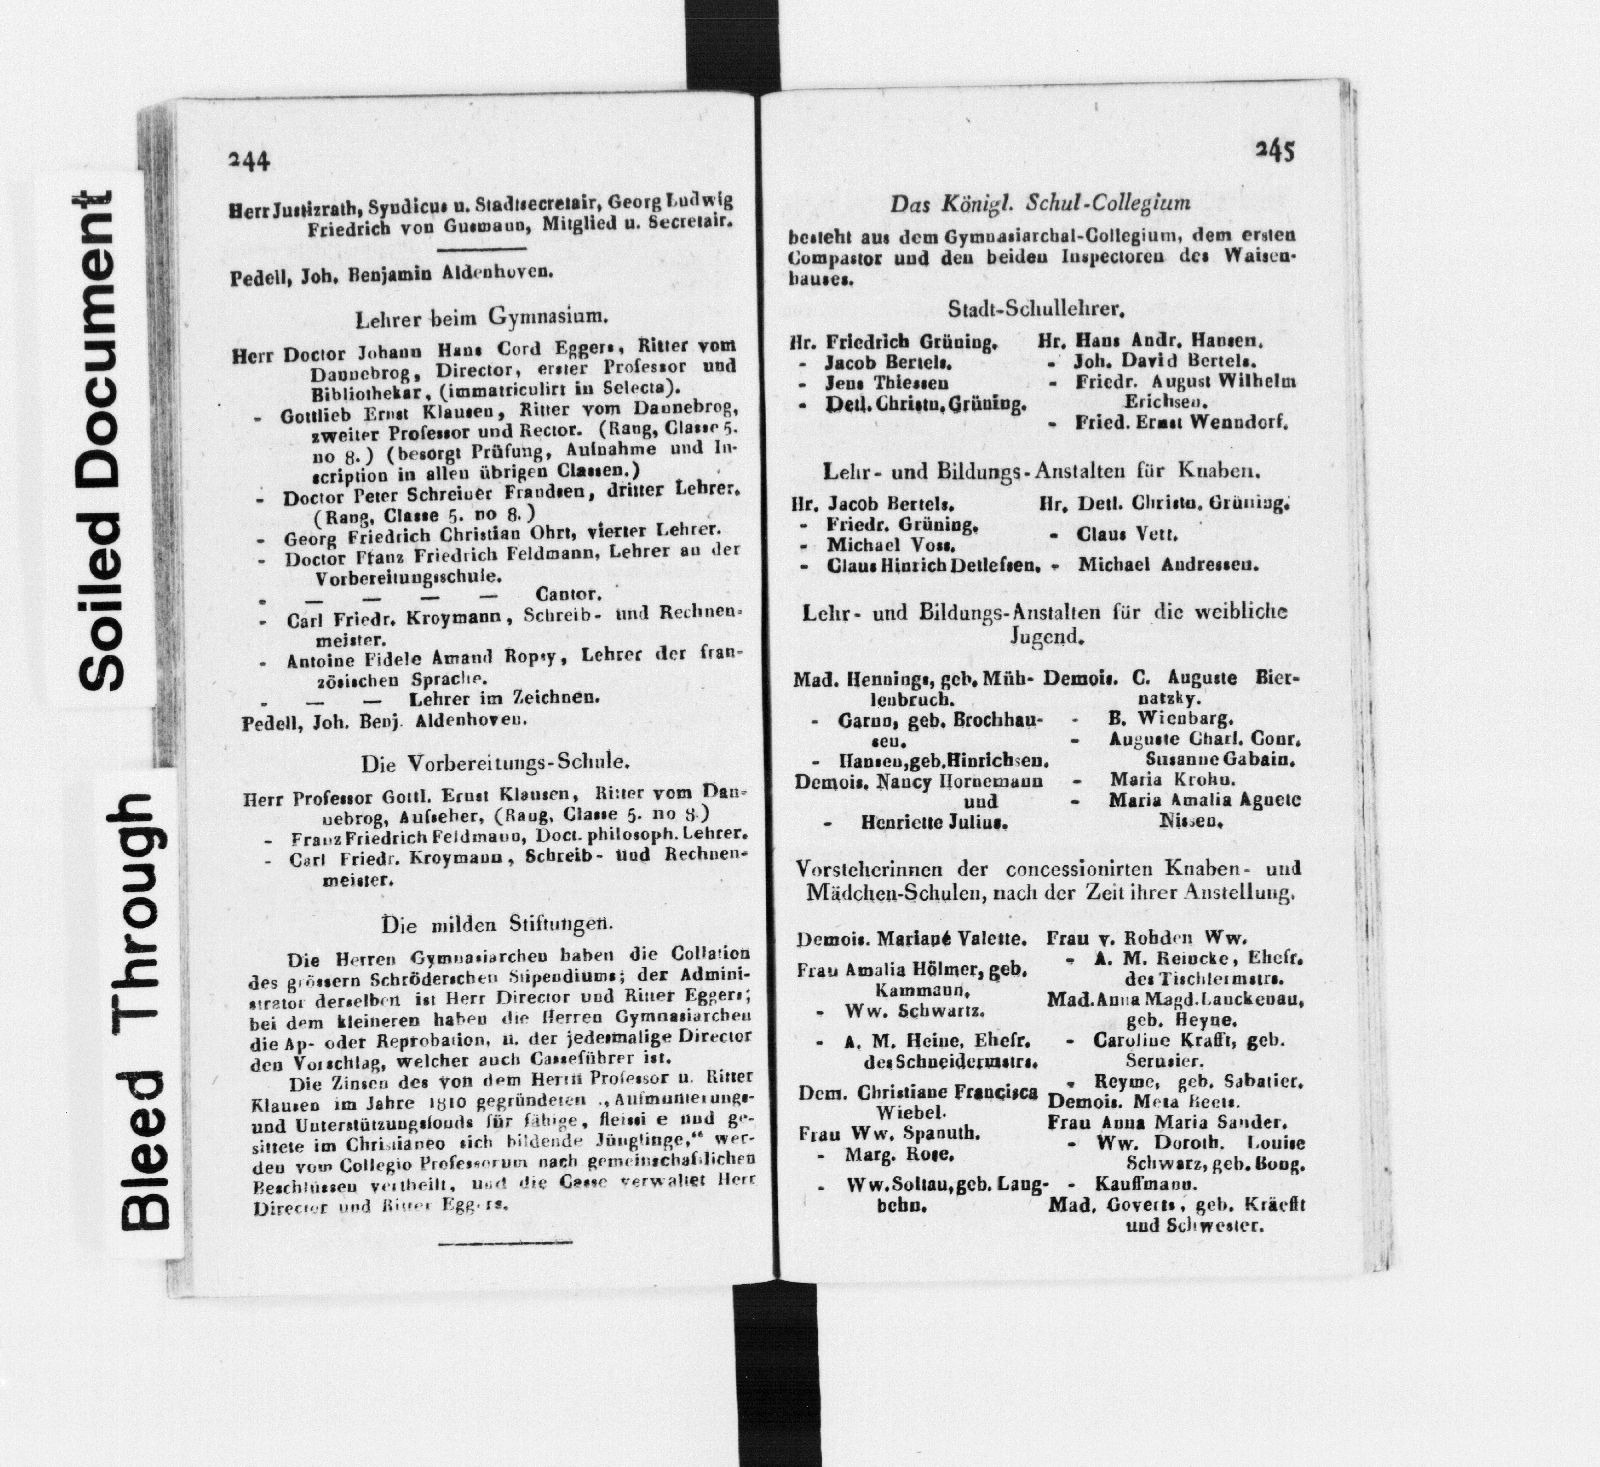 Soiled Document
Bleed Through
244
Herr Justizrath, Syndicus u. Stadtsecretair, Georg Ludwig
Friedrich von Gusmann, Mitglied u. Secretair.
Pedell, Joh. Benjamin Aldenhoven.
Lehrer beim Gymnasium.
Herr Doctor Johann Hans Cord Eggers, Ritter vom
Dannebrog, Director, erster Professor und
Bibliothekar, (immatriculirt in Selecta).
- Gottlieb Ernst Klausen, Ritter vom Dannebrog,
zweiter Professor und Rector. (Rang, Classe 5.
no 8.) (besorgt Prüfung, Aufnahme und In-
scription in allen übrigen Classen.)
- Doctor Peter Schreiner Frandsen, dritter Lehrer.
(Rang, Classe 5. no 8.)
- Georg Friedrich Christian Ohrt, vierter Lehrer.
- Doctor Franz Friedrich Feldmann, Lehrer an der
Vorbereitungsschule.
- — — — — Cantor.
- Carl Friedr. Kroymann, Schreib- und Rechnen-
meister.
- Antoine Fidele Amand Ropsy, Lehrer der fran-
zösischen Sprache.
- — — Lehrer im Zeichnen.
Pedell, Joh. Benj. Aldenhoven.
Die Vorbereitungs-Schule.
Herr Professor Gottl. Ernst Klausen, Ritter vom Dan-
nebrog, Aufseher, (Rang, Classe 5. no 8.)
- Franz Friedrich Feldmann, Doct. philosoph. Lehrer.
- Carl Friedr. Kroymann, Schreib- und Rechnen-
meister.
Die milden Stiftungen.
Die Herren Gymnasiarchen haben die Collation
des grössern Schröderschen Stipendiums; der Admini-
strator derselben ist Herr Director und Ritter Eggers;
bei dem kleineren haben die Herren Gymnasiarchen
die Ap- oder Reprobation, u. der jedesmalige Director
den Vorschlag, welcher auch Casseführer ist.
Die Zinsen des von dem Herrn Professor u. Ritter
Klausen im Jahre 1810 gegründeten „Aufmunterungs-
und Unterstützungsfonds für fähige, fleissi e und ge-
sittete im Christianeo sich bildende Jünglinge,“ wer-
den vom Collegio Professorum nach gemeinschaftlichen
Beschlüssen vertheilt, und die Casse verwaltet Herr
Director und Ritter Eggers.
245
Das Königl. Schul-Collegium
besteht aus dem Gymnasiarchal-Collegium, dem ersten
Compastor und den beiden Inspectoren des Waisen-
hauses.
Stadt-Schullehrer.
Hr. Friedrich Grüning.
- Jacob Bertels.
- Jens Thiessen
- Detl. Christn. Grüning.
Hr. Hans Andr. Hansen.
- Joh. David Bertels.
- Friedr. August Wilhelm
Erichsen.
- Fried. Ernst Wenndorf.
Lehr- und Bildungs-Anstalten für Knaben.
Hr. Jacob Bertels.
- Friedr. Grüning.
- Michael Voss.
- Claus Hinrich Detlefsen.
Hr. Detl. Christn. Grüning.
- Claus Vett.
- Michael Andressen.
Lehr- und Bildungs-Anstalten für die weibliche
Jugend.
Mad. Hennings, geb. Müh-
lenbruch.
- Garnn, geb. Brochhau-
sen.
- Hansen, geb. Hinrichsen.
Demois. Nancy Hornemann
und
- Henriette Julius.
Demois. C. Auguste Bier-
natzky.
- B. Wienbarg.
- Auguste Charl. Conr.
Susanne Gabain.
- Maria Krohn.
- Maria Amalia Agnete
Nissen.
Vorsteherinnen der concessionirten Knaben- und
Mädchen-Schulen, nach der Zeit ihrer Anstellung.
Demois. Mariané Valette.
Frau Amalia Hölmer, geb.
Kammann.
- Ww. Schwartz.
- A. M. Heine, Ehefr.
des Schneidermstrs.
Dem. Christiane Francisca
Wiebel.
Frau Ww. Spanuth.
- Marg. Rose.
- Ww. Soltau, geb. Lang-
behn.
Frau v. Rohden Ww.
- A. M. Reincke, Ehefr.
des Tischlermstrs.
Mad. Anna Magd. Lanckenau,
geb. Heyne.
- Caroline Krafft, geb.
Serusier.
- Reyme, geb. Sabatier.
Demois. Meta Reets.
Frau Anna Maria Sander.
- Ww. Doroth. Louise
Schwarz, geb. Bong.
- Kauffmann.
Mad. Goverts, geb. Kräefft
und Schwester.